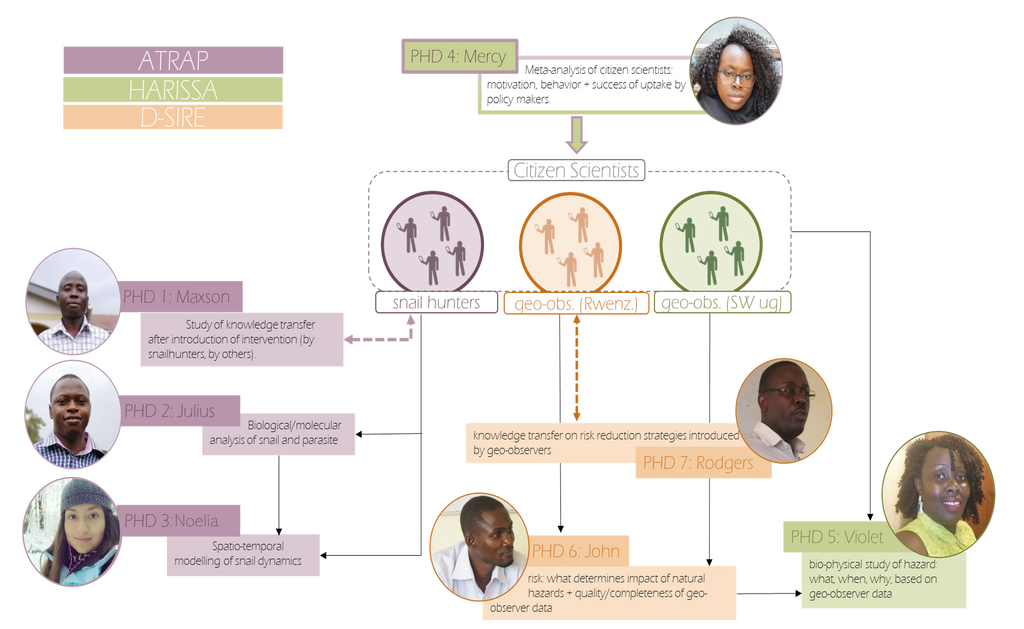 ATRAP
HARISSA
D-SIRE
PHD 4: Mercy
Meta-analysis of citizen scientists:
motivation, behavior + success of uptake by
policy makers.
Citizen Scientists
snail hunters
geo-obs. (Rwenz.)
geo-obs. (SW ug)
PHD 1: Maxson
Study of knowledge transfer
after introduction of intervention (by
snailhunters, by others).
PHD 2: Julius
Biological/molecular
analysis of snail and parasite
PHD 3:Noelia
Spatio-temporal
modelling of snail dynamics
knowledge transfer on risk reduction strategies introduced
by geo-observers
PHD 7: Rodgers
PHD 6: John
risk: what determines impact of natural
hazards + quality/completeness of geo-
observer data
PHD 5: Violet
bio-physical study of hazard:
what, when, why, based on
geo-observer data